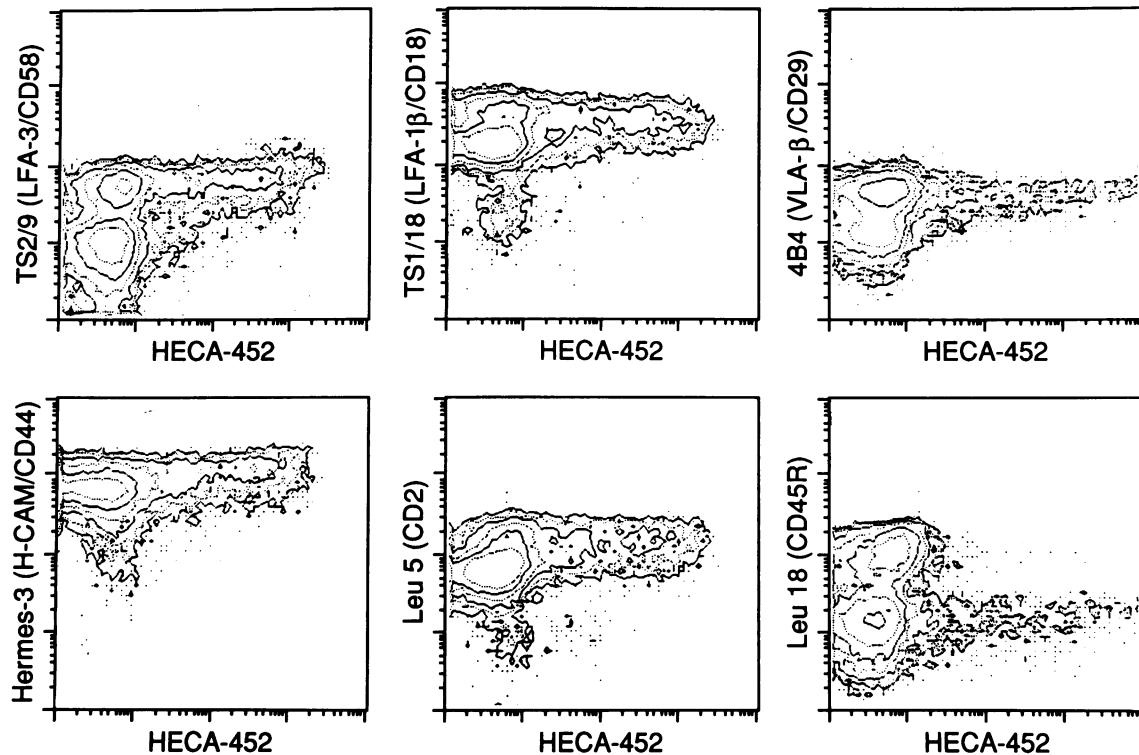 TS2/9 (LFA-3/CD58)
HECA-452
TS1/18 (LFA-1β/CD18)
HECA-452
4B4 (VLA-β /CD29)
HECA-452
Hermes-3 (H-CAM/CD44)
HECA-452
Leu 5 (CD2)
HECA-452
Leu 18 (CD45R)
HECA-452